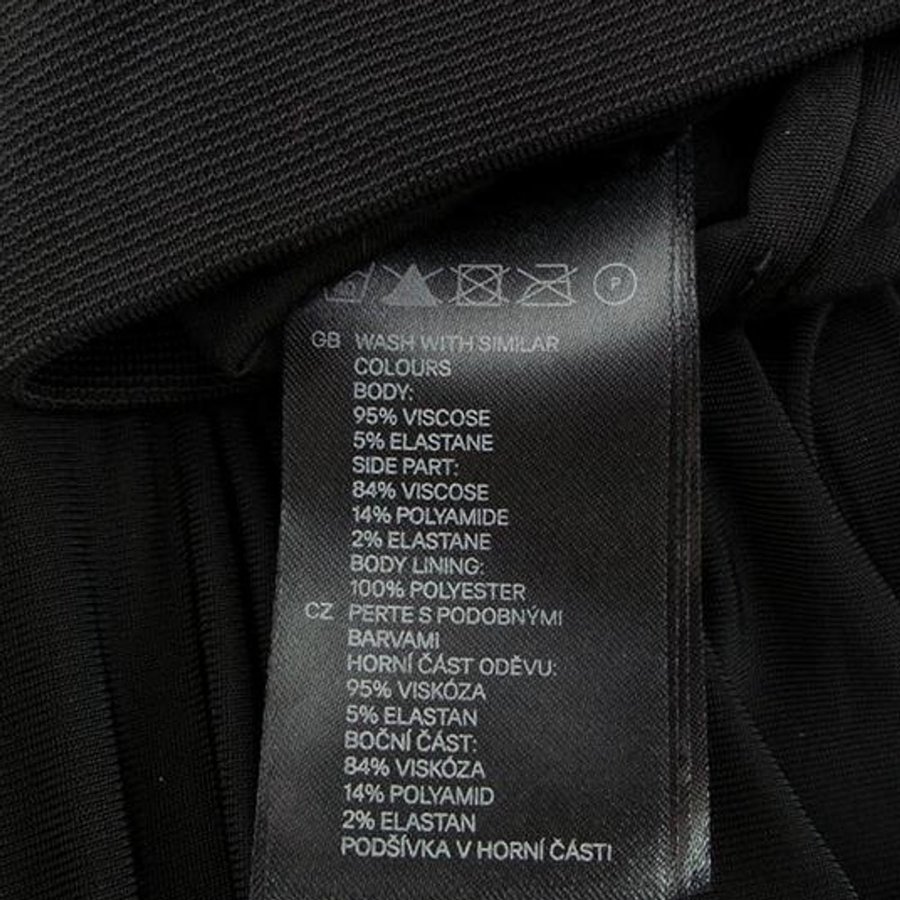 P
GB WASH WITH SIMILAR
COLOURS
BODY:
95% VISCOSE
5% ELASTANE
SIDE PART:
84% VISCOSE
14% POLYAMIDE
2% ELASTANE
BODY LINING:
100% POLYESTER
CZ PERTE S PODOBNÝMI
BARVAMI
HORNÍ ČÁST ODĚVU:
95% VISKÓZA
5% ELASTAN
BOČNÍ ČÁST:
84% VISKÓZA
14% POLYAMID
2% ELASTAN
PODŠÍVKA V HORNÍ ČÁSTI